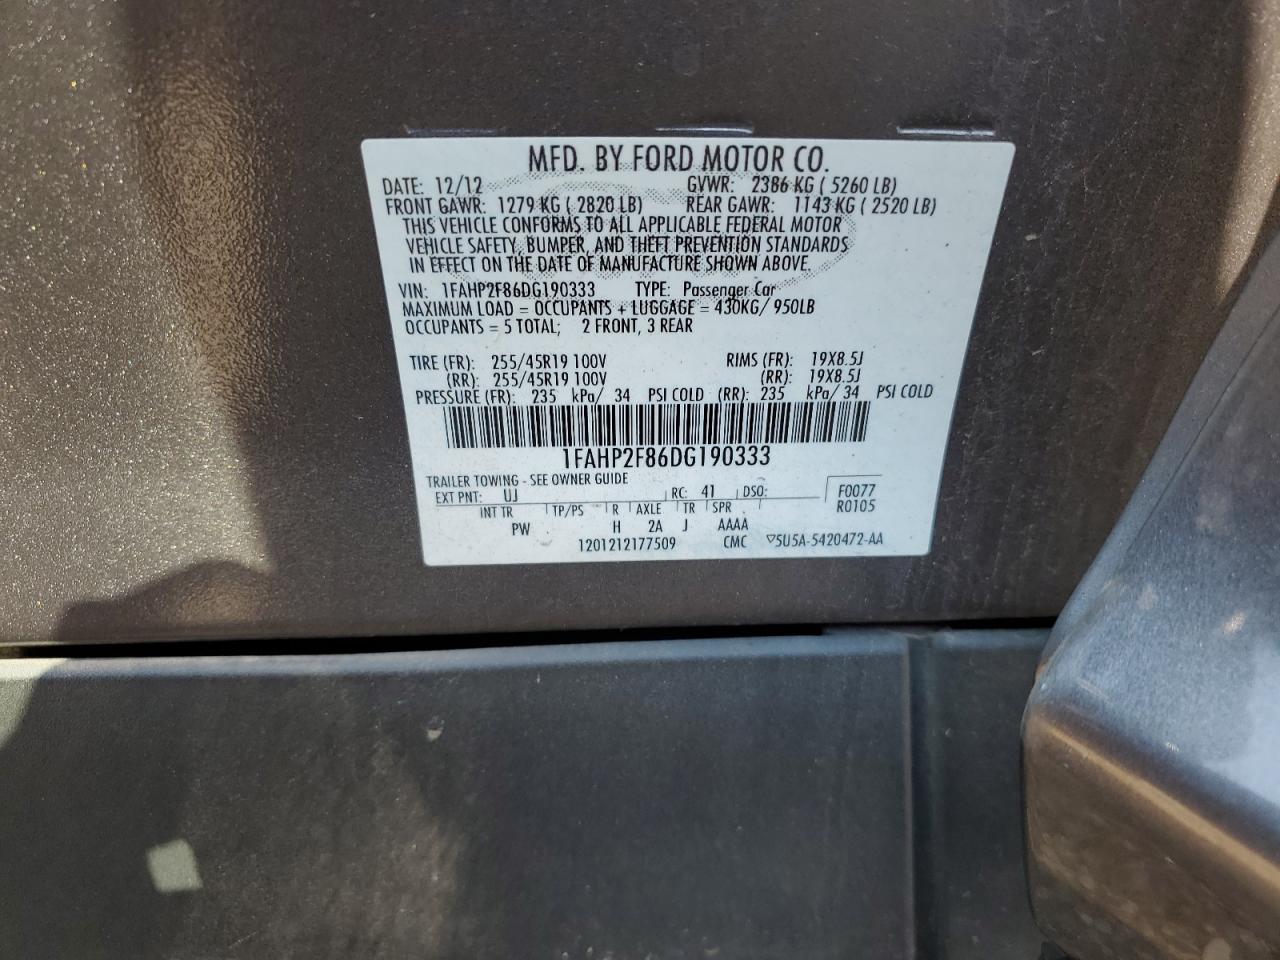 MFD. BY FORD MOTOR CO.
DATE: 12/12 GVWR: 2386 KG ( 5260 LB)
FRONT GAWR: 1279 KG ( 2820 LB) REAR GAWR: 1143 KG ( 2520 LB)
THIS VEHICLE CONFORMS TO ALL APPLICABLE FEDERAL MOTOR
VEHICLE SAFETY, BUMPER, AND THEFT PREVENTION STANDARDS
IN EFFECT ON THE DATE OF MANUFACTURE SHOWN ABOVE.
VIN: 1FAHP2F86DG190333 TYPE: Passenger Car
MAXIMUM LOAD = OCCUPANTS + LUGGAGE = 430KG/ 950LB
OCCUPANTS = 5 TOTAL; 2 FRONT, 3 REAR
TIRE (FR): 255/45R19 100V RIMS (FR): 19X8.5J
(RR): 255/45R19 100V (RR): 19X8.5J
PRESSURE (FR): 235 kPa/ 34 PSI COLD (RR): 235 kPa/ 34 PSI COLD
1FAHP2F86DG190333
TRAILER TOWING - SEE OWNER GUIDE
EXT PNT: UJ RC: 41 DSO: F0077
INT TR TP/PS R AXLE TR SPR R0105
PW H 2A J AAAA
1201212177509 CMC ▽5U5A-5420472-AA